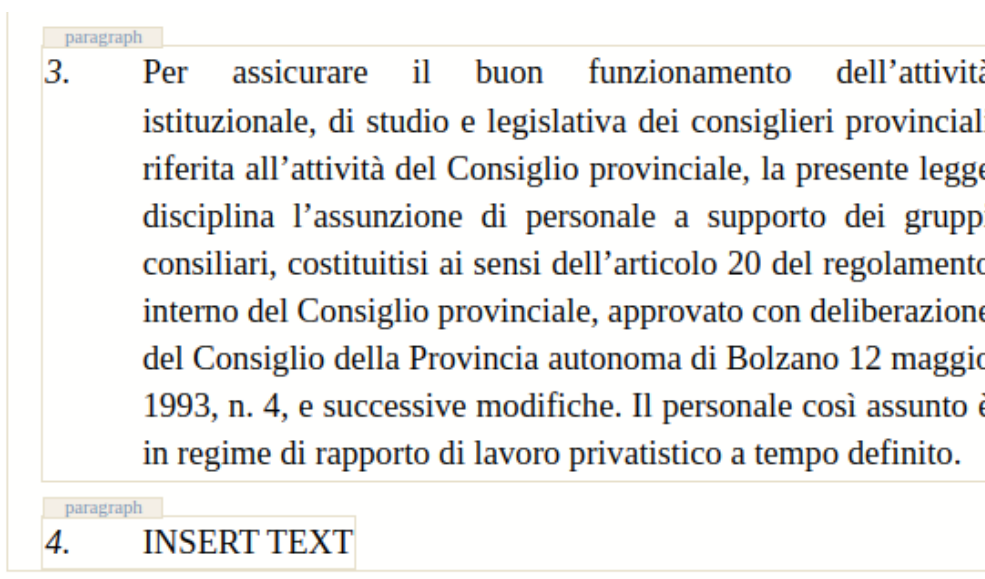 paragraph
3. Per assicurare il buon funzionamento dell’attività
istituzionale, di studio e legislativa dei consiglieri provinciali
riferita all’attività del Consiglio provinciale, la presente legge
disciplina l’assunzione di personale a supporto dei gruppi
consiliari, costituitisi ai sensi dell’articolo 20 del regolamento
interno del Consiglio provinciale, approvato con deliberazione
del Consiglio della Provincia autonoma di Bolzano 12 maggio
1993, n. 4, e successive modifiche. Il personale così assunto è
in regime di rapporto di lavoro privatistico a tempo definito.
paragraph
4. INSERT TEXT